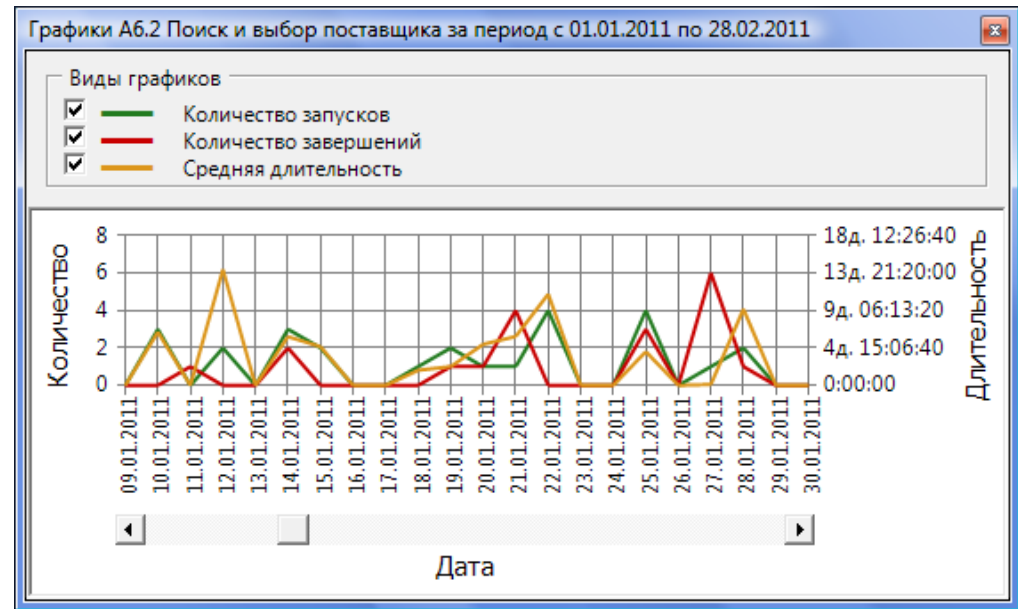 Графики А6.2 Поиск и выбор поставщика за период с 01.01.2011 по 28.02.2011
Виды графиков
Количество запусков
Количество завершений
Средняя длительность
Количество
8
6
4
2
0
18д. 12:26:40
13д. 21:20:00
9д. 06:13:20
4д. 15:06:40
0:00:00
Длительность
09.01.2011
10.01.2011
11.01.2011
12.01.2011
13.01.2011
14.01.2011
15.01.2011
16.01.2011
17.01.2011
18.01.2011
19.01.2011
20.01.2011
21.01.2011
22.01.2011
23.01.2011
24.01.2011
25.01.2011
26.01.2011
27.01.2011
28.01.2011
29.01.2011
30.01.2011
Дата